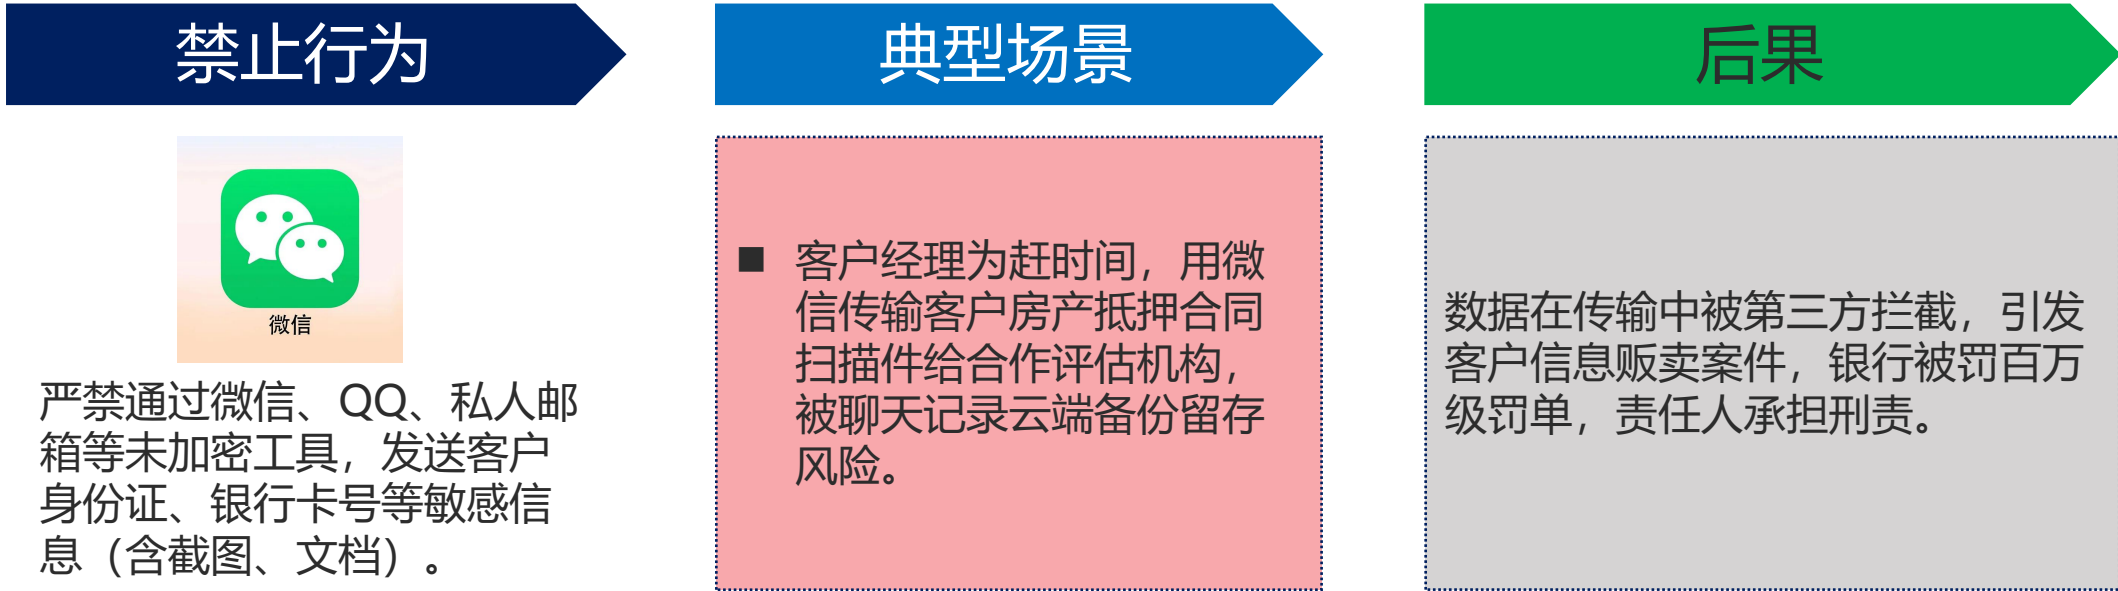 禁止行为
微信
严禁通过微信、QQ、私人邮
箱等未加密工具，发送客户
身份证、银行卡号等敏感信
息（含截图、文档）。
典型场景
■ 客户经理为赶时间，用微
信传输客户房产抵押合同
扫描件给合作评估机构，
被聊天记录云端备份留存
风险。
后果
数据在传输中被第三方拦截，引发
客户信息贩卖案件，银行被罚百万
级罚单，责任人承担刑责。